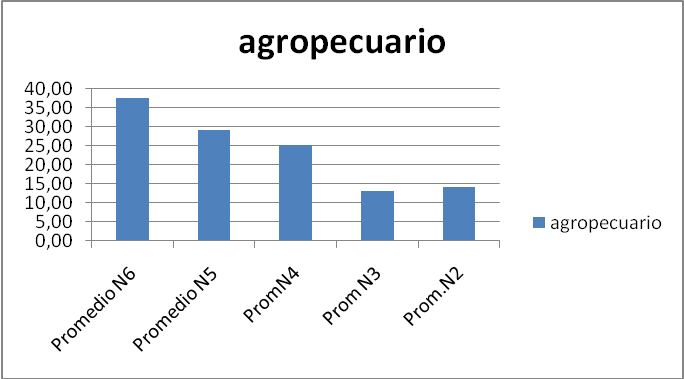 agropecuario
40,00
35,00
30,00
25,00
20,00
15,00
10,00
5,00
0,00
Promedio N6
Promedio N5
PromN4
Prom N3
Prom.N2
agropecuario